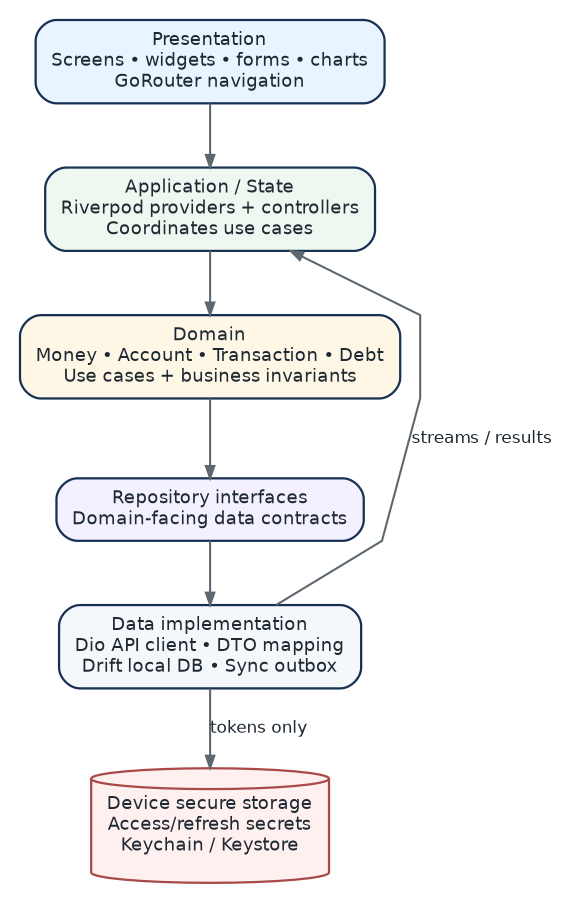 Presentation
Screens • widgets • forms • charts
GoRouter navigation
Application / State
Riverpod providers + controllers
Coordinates use cases
Domain
Money • Account • Transaction • Debt
Use cases + business invariants
streams / results
Repository interfaces
Domain-facing data contracts
Data implementation
Dio API client • DTO mapping
Drift local DB • Sync outbox
tokens only
Device secure storage
Access/refresh secrets
Keychain / Keystore